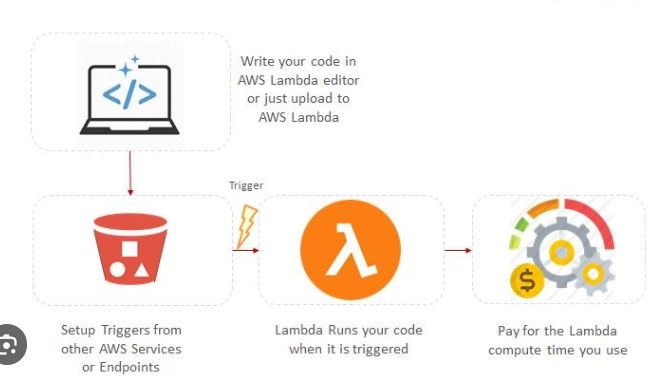 Write your code in
AWS Lambda editor
or just upload to
AWS Lambda
Trigger
Setup Triggers from
other AWS Services
or Endpoints
Lambda Runs your code
when it is triggered
Pay for the Lambda
compute time you use